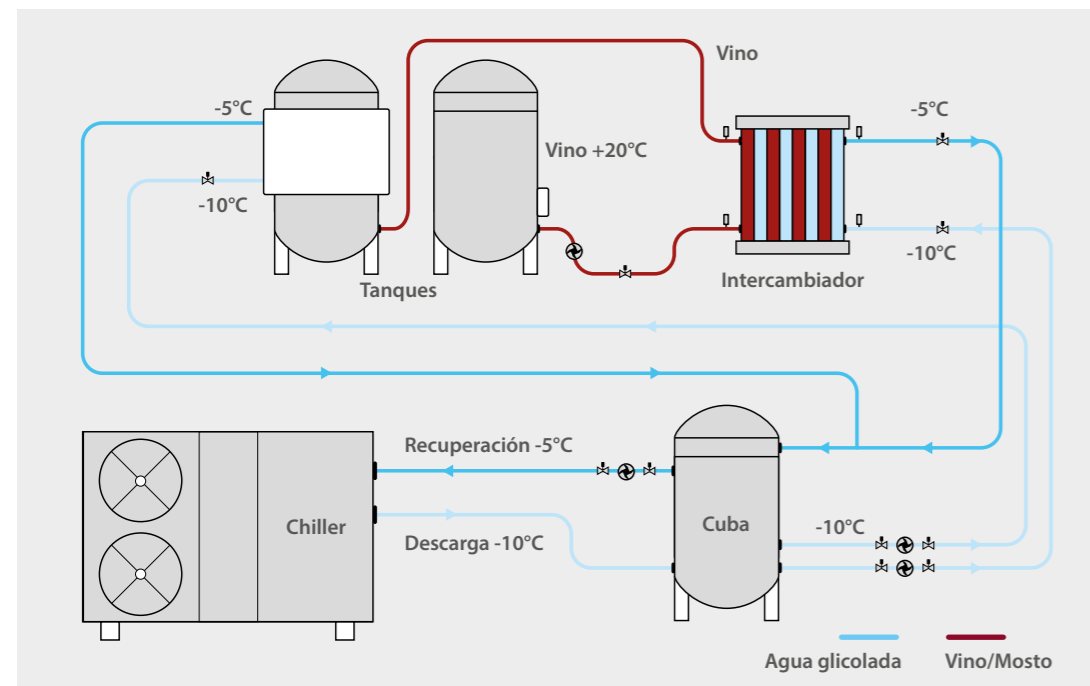 Vino
-5°C
-5°C
Vino +20°C
-10°C
-10°C
Tanques
Intercambiador
Recuperación -5°C
Chiller
Cuba
-10°C
Descarga -10°C
Agua glicolada
Vino/Mosto